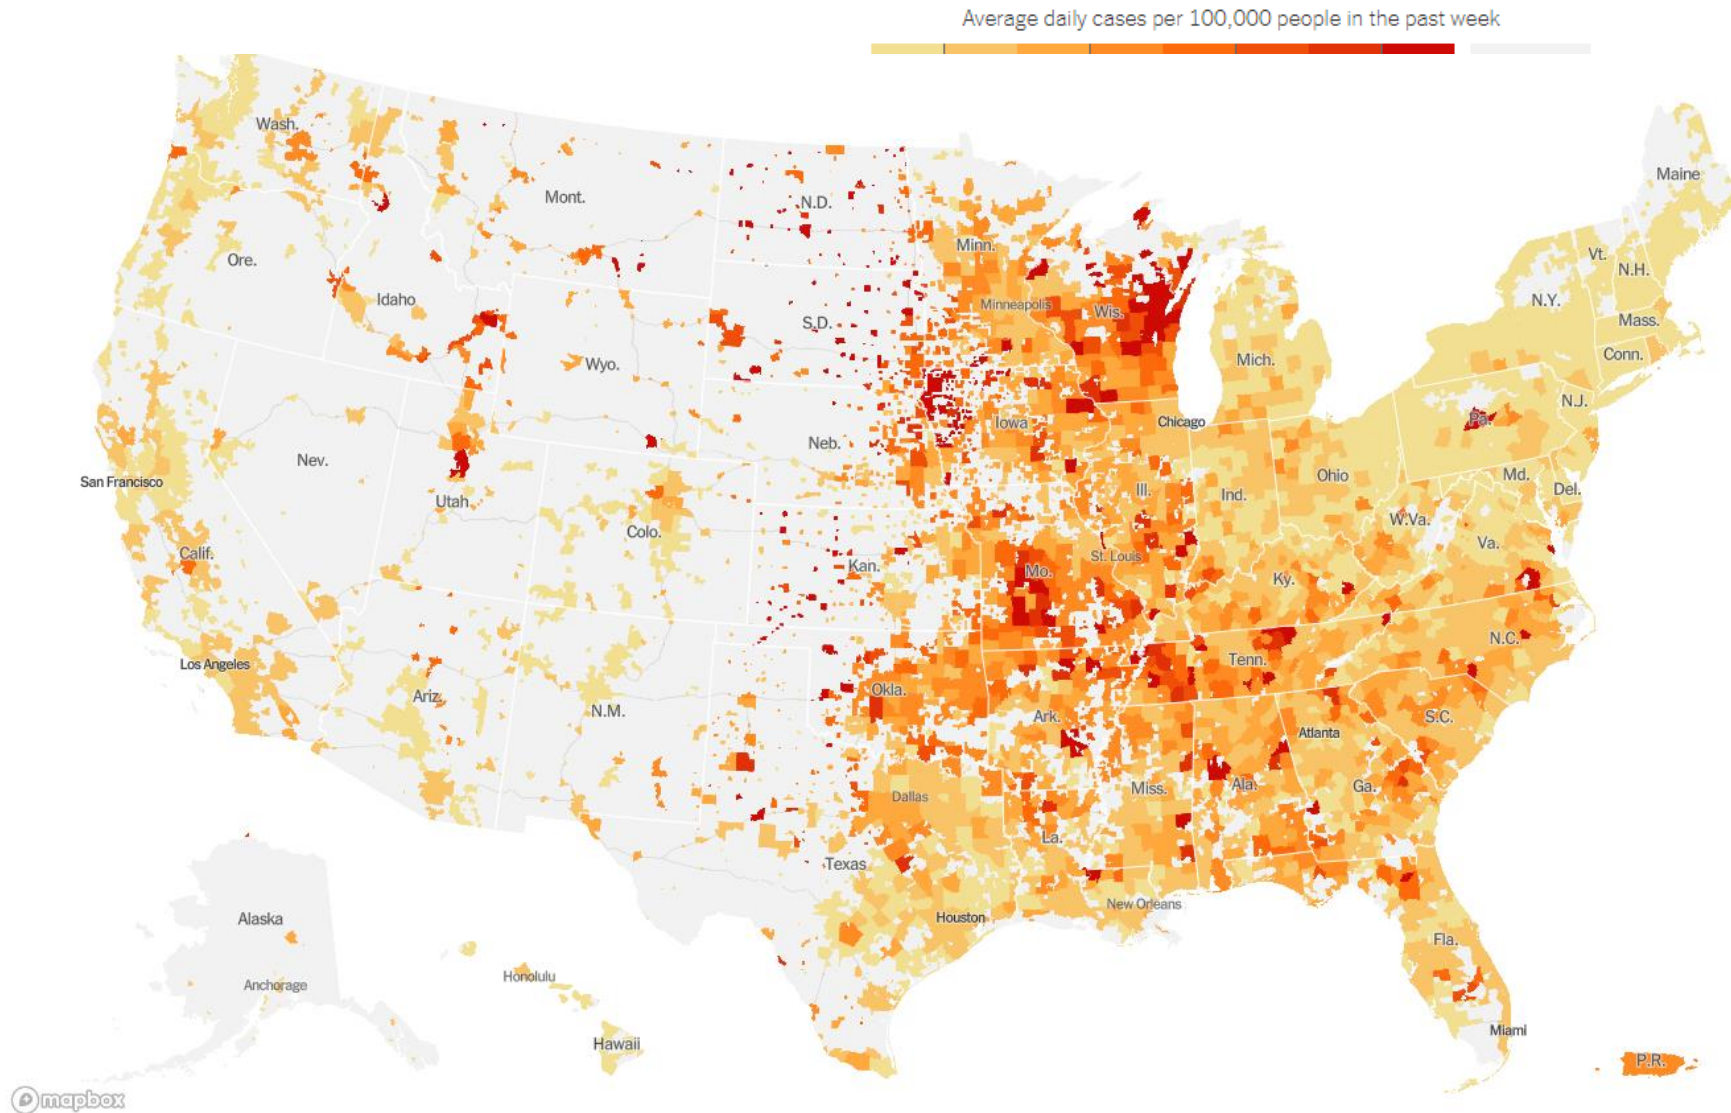 Average daily cases per 100,000 people in the past week
Wash.
Mont.
N.D.
Minn.
Maine
Ore.
Idaho
Minneapolis
Wis.
Vt.
N.H.
N.Y.
S.D.
Mass.
Wyo.
Mich.
Conn.
N.J.
Neb.
Iowa
Chicago
Pa.
Nev.
San Francisco
Utah
Colo.
Ill.
Ind.
Ohio
Md.
Del.
W.Va.
Va.
Calif.
Kan.
Mo.
St. Louis
Ky.
N.C.
Los Angeles
Ariz.
N.M.
Okla.
Ark.
Tenn.
S.C.
Atlanta
Dallas
Miss.
Ala.
Ga.
Texas
La.
Alaska
Houston
New Orleans
Fla.
Anchorage
Honolulu
Hawaii
Miami
P.R.
mapbox